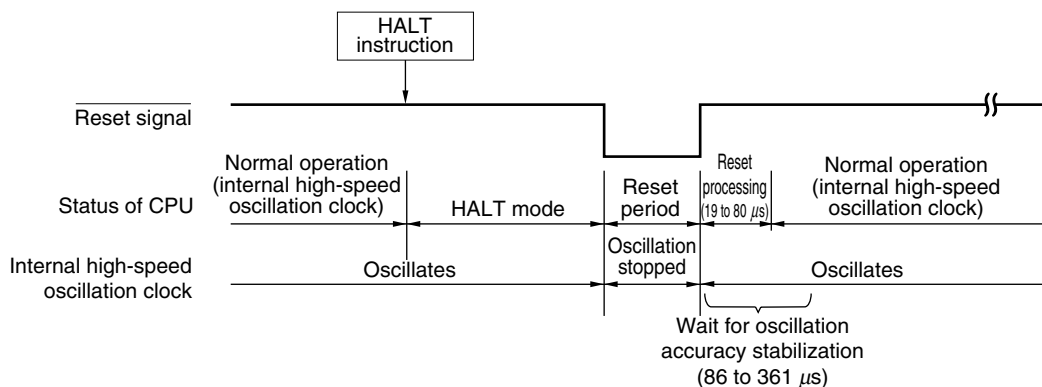 HALT
instruction
Reset signal
Status of CPU
Normal operation
(internal high-speed
oscillation clock)
HALT mode
Reset
period
Reset
processing
(19 to 80 μs)
Normal operation
(internal high-speed
oscillation clock)
Internal high-speed
oscillation clock
Oscillates
Oscillation
stopped
Oscillates
Wait for oscillation
accuracy stabilization
(86 to 361 μs)